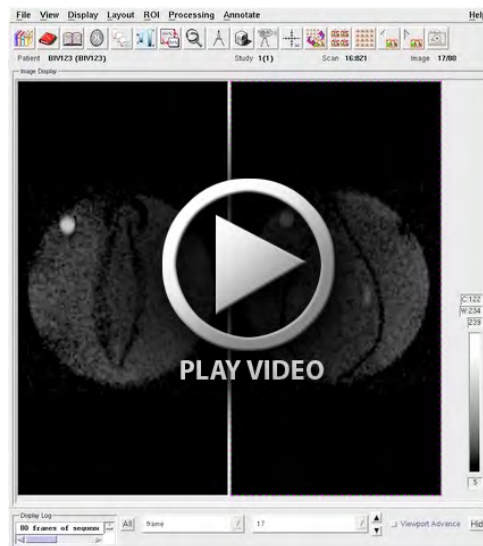 File View Display Layout ROI Processing Annotate Help
Patient BIV123 (BIV123) Study 1(1) Scan 16:821 Image 17/80
Image Display
PLAY VIDEO
C:122
W:234
239
5
Display Log
80 frames of sequenc
All frame 17 Viewport Advance Hid